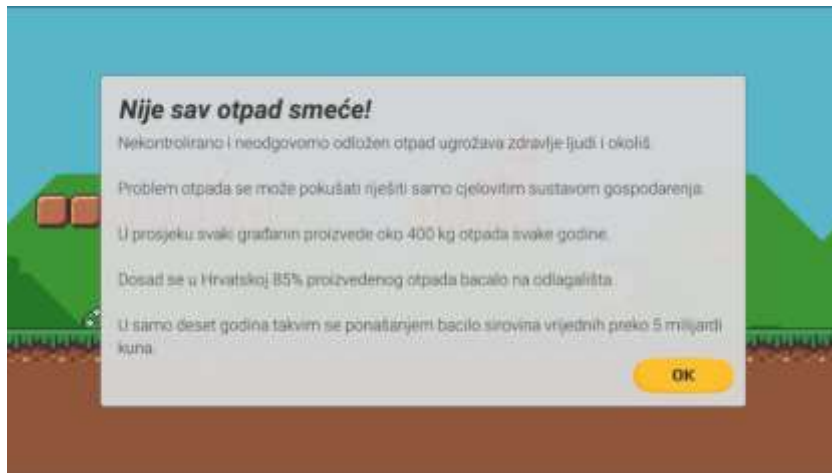 Nije sav otpad smeće!
Nekontrolirano i neodgovorno odložen otpad ugrožava zdravlje ljudi i okoliš.
Problem otpada se može pokušati riješiti samo cjelovitim sustavom gospodarenja.
U prosjeku svaki građanin proizvede oko 400 kg otpada svake godine.
Dosad se u Hrvatskoj 85% proizvedenog otpada bacalo na odlagališta.
U samo deset godina takvim se ponašanjem bacilo sirovina vrijednih preko 5 milijardi
kuna.
OK